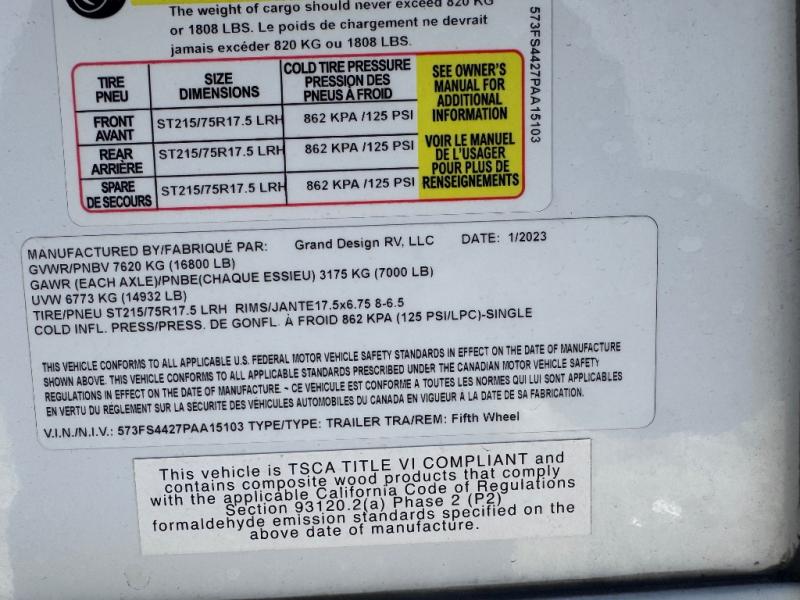 The weight of cargo should never exceed 820 KG
or 1808 LBS. Le poids de chargement ne devrait
jamais excéder 820 KG ou 1808 LBS.
TIRE PNEU SIZE DIMENSIONS COLD TIRE PRESSURE PRESSION DES PNEUS À FROID
FRONT AVANT ST215/75R17.5 LRH 862 KPA /125 PSI
REAR ARRIÈRE ST215/75R17.5 LRH 862 KPA /125 PSI
SPARE DE SECOURS ST215/75R17.5 LRH 862 KPA /125 PSI
SEE OWNER'S
MANUAL FOR
ADDITIONAL
INFORMATION
VOIR LE MANUEL
DE L'USAGER
POUR PLUS DE
RENSEIGNEMENTS
573FS4427PAA15103
MANUFACTURED BY/FABRIQUÉ PAR: Grand Design RV, LLC DATE: 1/2023
GVWR/PNBV 7620 KG (16800 LB)
GAWR (EACH AXLE)/PNBE(CHAQUE ESSIEU) 3175 KG (7000 LB)
UVW 6773 KG (14932 LB)
TIRE/PNEU ST215/75R17.5 LRH RIMS/JANTE17.5x6.75 8-6.5
COLD INFL. PRESS/PRESS. DE GONFL. À FROID 862 KPA (125 PSI/LPC)-SINGLE
THIS VEHICLE CONFORMS TO ALL APPLICABLE U.S. FEDERAL MOTOR VEHICLE SAFETY STANDARDS IN EFFECT ON THE DATE OF MANUFACTURE
SHOWN ABOVE. THIS VEHICLE CONFORMS TO ALL APPLICABLE STANDARDS PRESCRIBED UNDER THE CANADIAN MOTOR VEHICLE SAFETY
REGULATIONS IN EFFECT ON THE DATE OF MANUFACTURE. ~ CE VEHICULE EST CONFORME A TOUTES LES NORMES QUI LUI SONT APPLICABLES
EN VERTU DU REGLEMENT SUR LA SECURITE DES VEHICULES AUTOMOBILES DU CANADA EN VIGUEUR A LA DATE DE SA FABRICATION.
V.I.N./N.I.V.: 573FS4427PAA15103 TYPE/TYPE: TRAILER TRA/REM: Fifth Wheel
This vehicle is TSCA TITLE VI COMPLIANT and
contains composite wood products that comply
with the applicable California Code of Regulations
Section 93120.2(a) Phase 2 (P2)
formaldehyde emission standards specified on the
above date of manufacture.